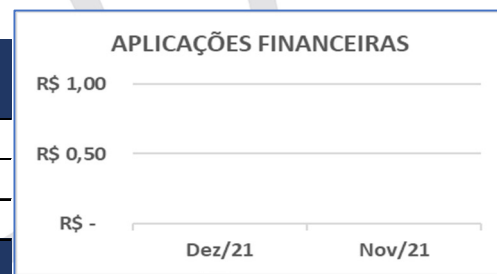 APLICAÇÕES FINANCEIRAS
R$ 1,00
R$ 0,50
R$ -
Dez/21 Nov/21